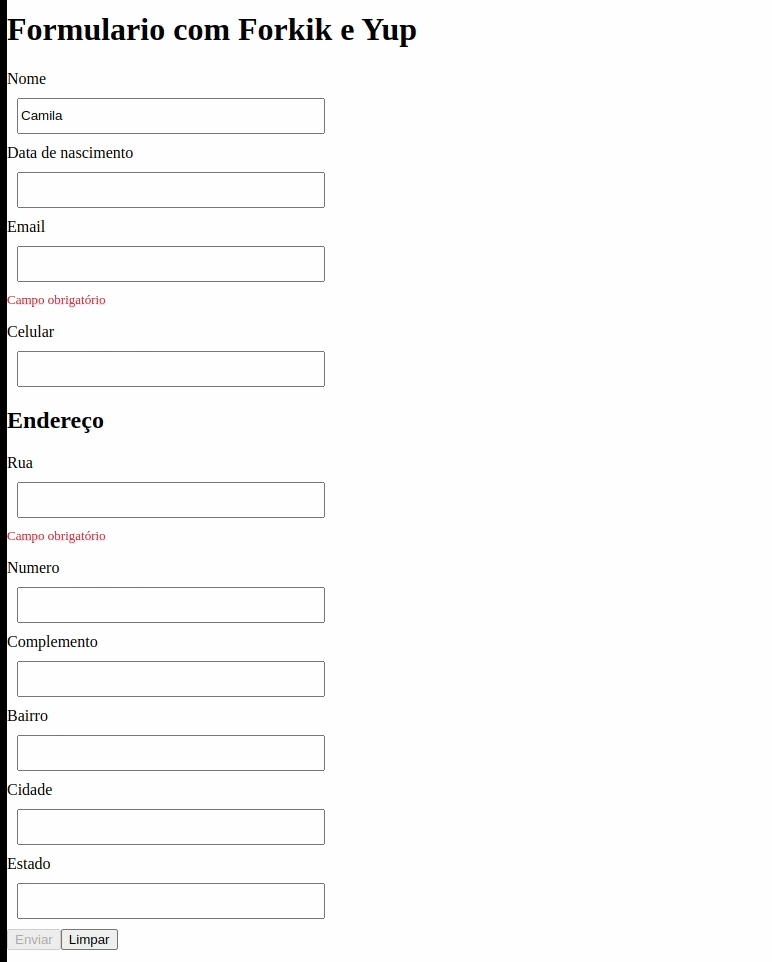 Formulario com Forkik e Yup
Nome
Camila
Data de nascimento
Email
Campo obrigatório
Celular
Endereço
Rua
Campo obrigatório
Numero
Complemento
Bairro
Cidade
Estado
Enviar Limpar